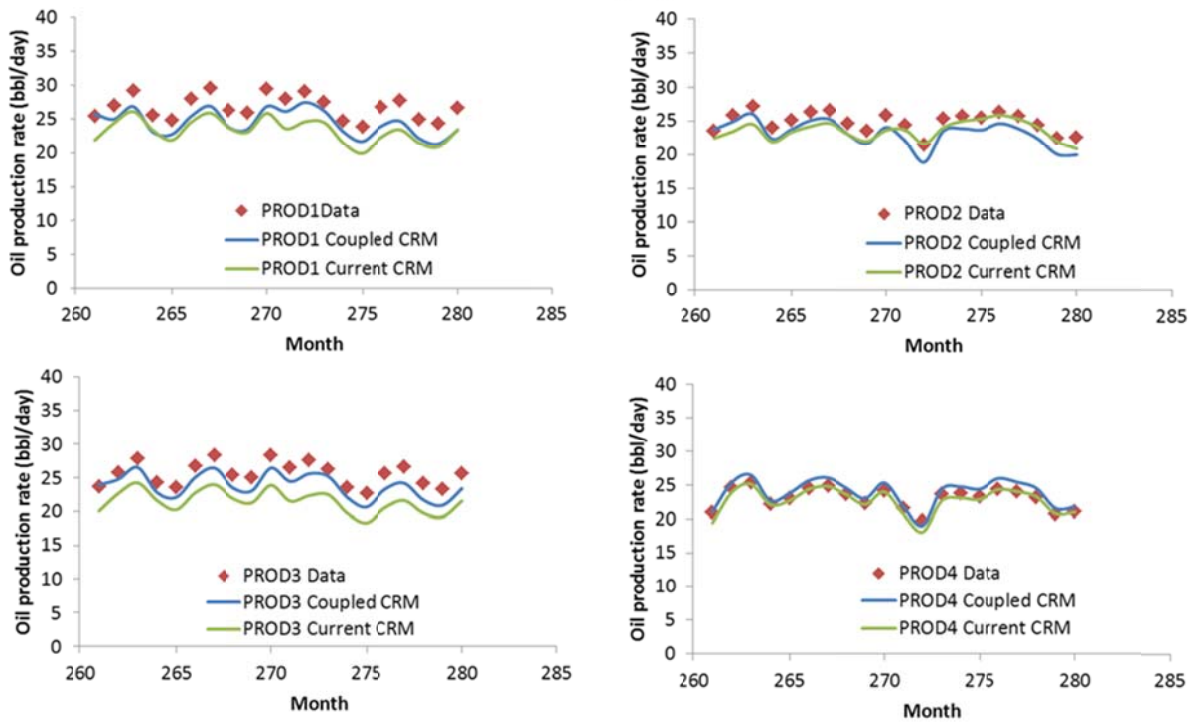 Oil production rate (bbl/day)
40
35
30
25
20
15
10
5
0
PROD1Data
PROD1 Coupled CRM
PROD1 Current CRM
260 265 270 275 280 285
Month
Oil production rate (bbl/day)
40
35
30
25
20
15
10
5
0
PROD2 Data
PROD2 Coupled CRM
PROD2 Current CRM
260 265 270 275 280 285
Month
Oil production rate (bbl/day)
40
35
30
25
20
15
10
5
0
PROD3 Data
PROD3 Coupled CRM
PROD3 Current CRM
260 265 270 275 280 285
Month
Oil production rate (bbl/day)
40
35
30
25
20
15
10
5
0
PROD4 Data
PROD4 Coupled CRM
PROD4 Current CRM
260 265 270 275 280 285
Month